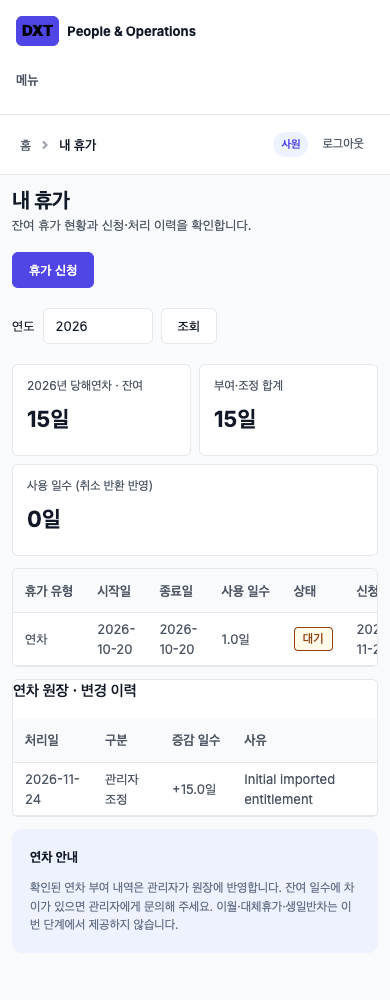 DXT People & Operations
메뉴
홈 > 내 휴가 사원 로그아웃
내 휴가
잔여 휴가 현황과 신청·처리 이력을 확인합니다.
휴가 신청
연도 2026 조회
2026년 당해연차 · 잔여
15일
부여·조정 합계
15일
사용 일수 (취소 반환 반영)
0일
휴가 유형 시작일 종료일 사용 일수 상태 신청
연차 2026-10-20 2026-10-20 1.0일 대기
연차 원장 · 변경 이력
처리일 구분 증감 일수 사유
2026-11-24 관리자 조정 +15.0일 Initial imported entitlement
연차 안내
확인된 연차 부여 내역은 관리자가 원장에 반영합니다. 잔여 일수에 차
이가 있으면 관리자에게 문의해 주세요. 이월·대체휴가·생일반차는 이
번 단계에서 제공하지 않습니다.